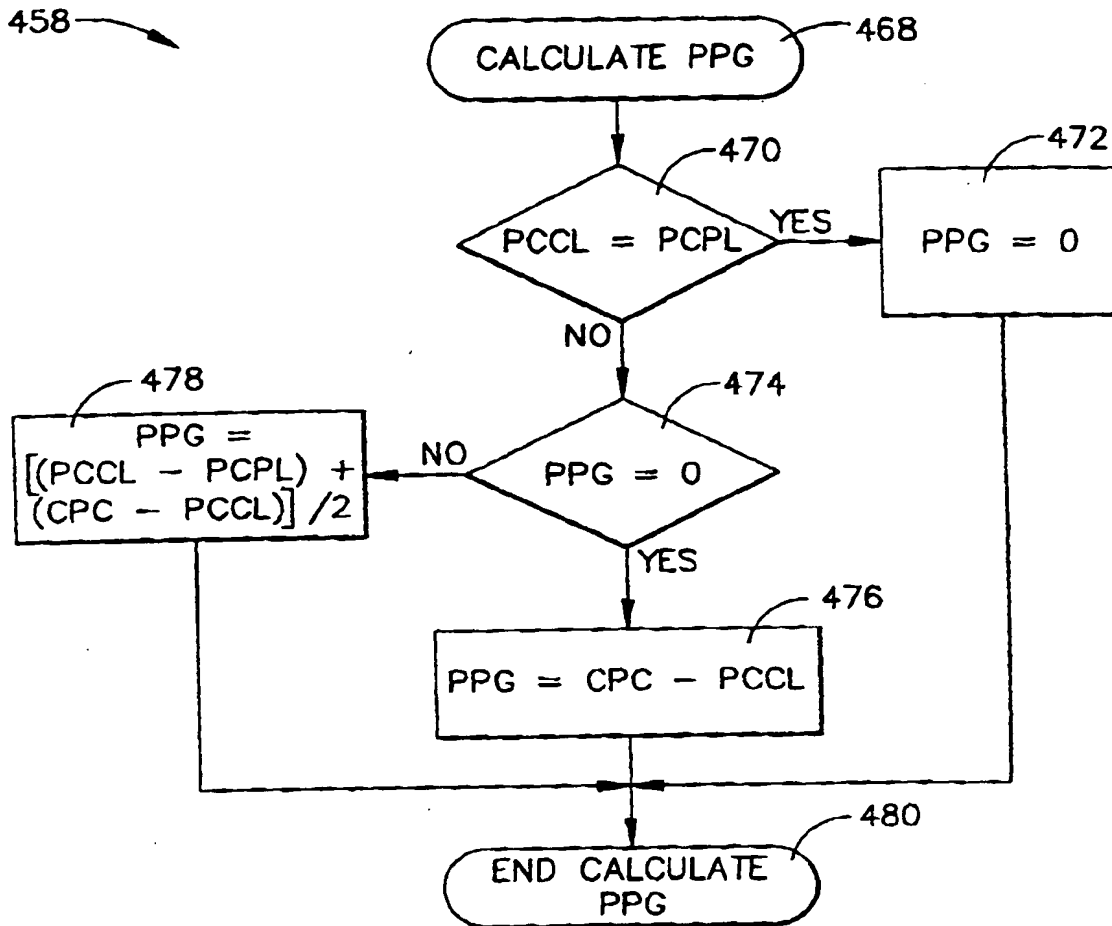 458
CALCULATE PPG
468
470
472
PCCL = PCPL
YES
PPG = 0
NO
474
478
PPG =
[(PCCL - PCPL) +
(CPC - PCCL)] /2
NO
PPG = 0
YES
476
PPG = CPC - PCCL
480
END CALCULATE
PPG